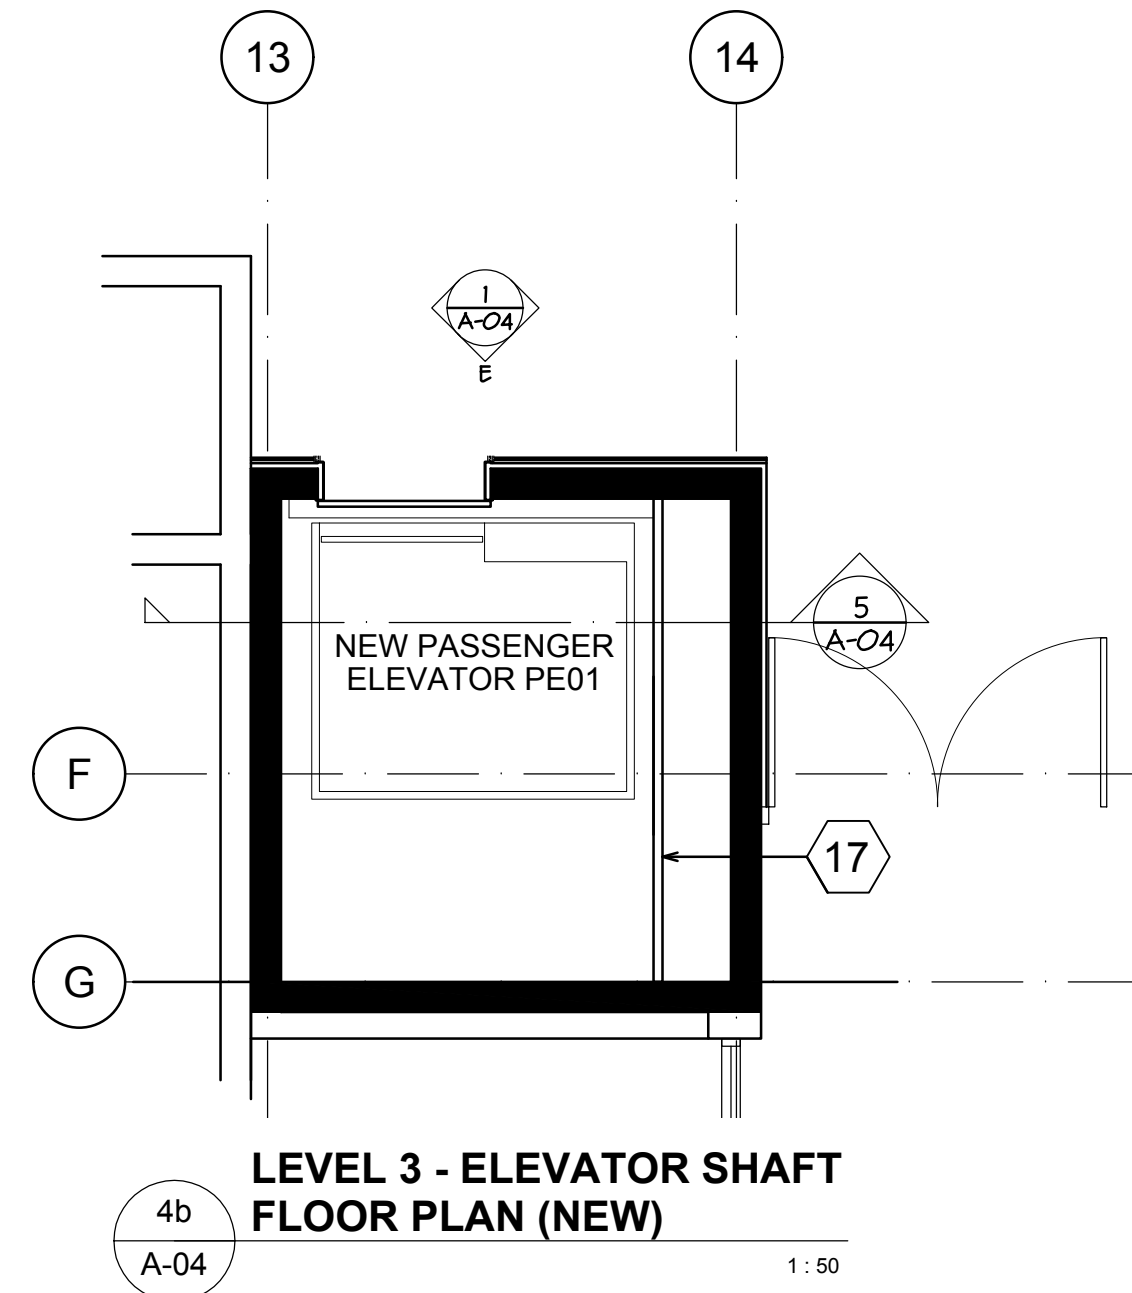 13
14
1
A-04
E
5
A-04
NEW PASSENGER
ELEVATOR PE01
F
17
G
LEVEL 3 - ELEVATOR SHAFT
FLOOR PLAN (NEW)
4b
A-04
1 : 50